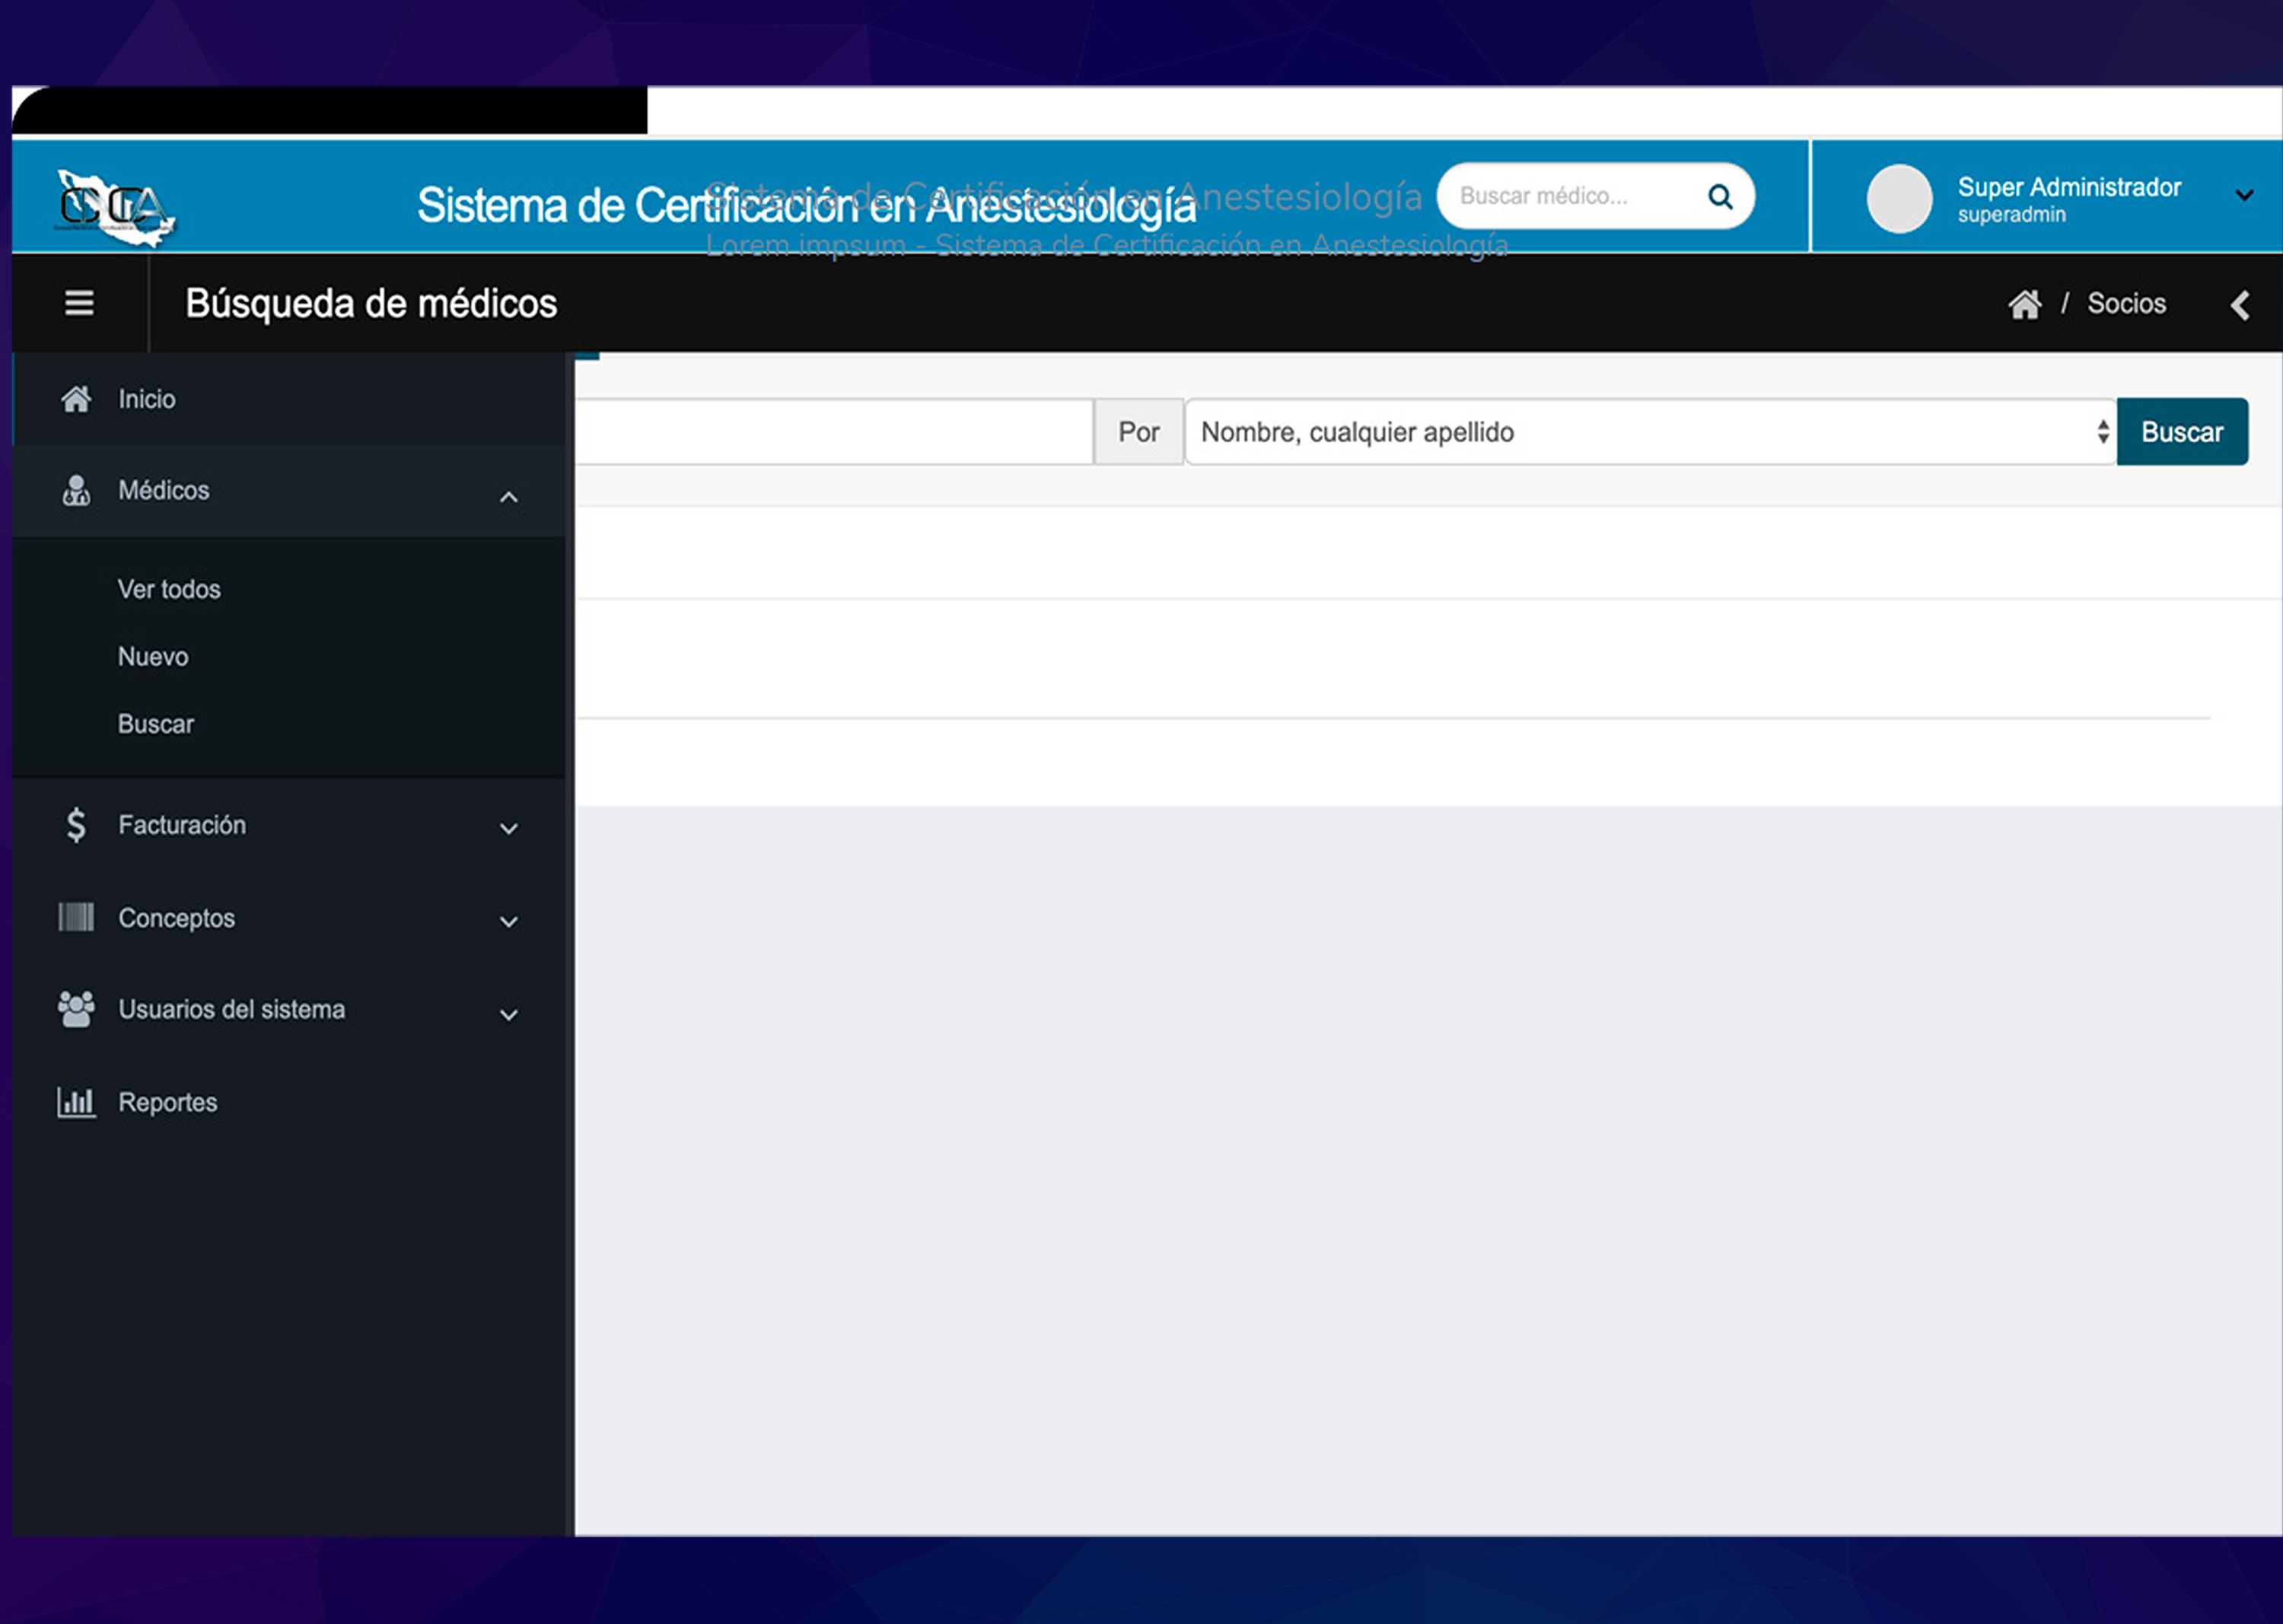 CNCA
Sistema de Certificación en Anestesiología
Sistema de Certificación en Anestesiología
Lorem impsum - Sistema de Certificación en Anestesiología
Buscar médico...
Super Administrador
superadmin
Búsqueda de médicos
/ Socios
Inicio
Médicos
Ver todos
Nuevo
Buscar
Facturación
Conceptos
Usuarios del sistema
Reportes
Por
Nombre, cualquier apellido
Buscar